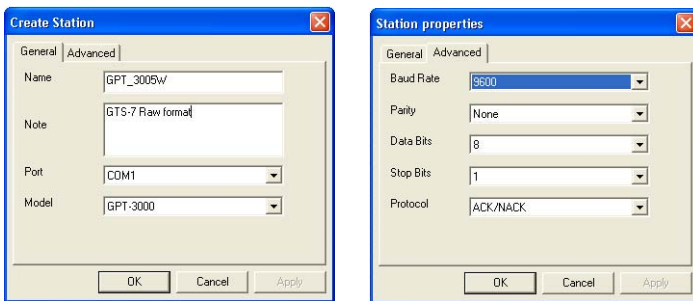 Create Station
General
Advanced
Name
GPT_3005W
Note
GTS-7 Raw format
Port
COM1
Model
GPT-3000
OK
Cancel
Apply
Station properties
General
Advanced
Baud Rate
9600
Parity
None
Data Bits
8
Stop Bits
1
Protocol
ACK/NACK
OK
Cancel
Apply